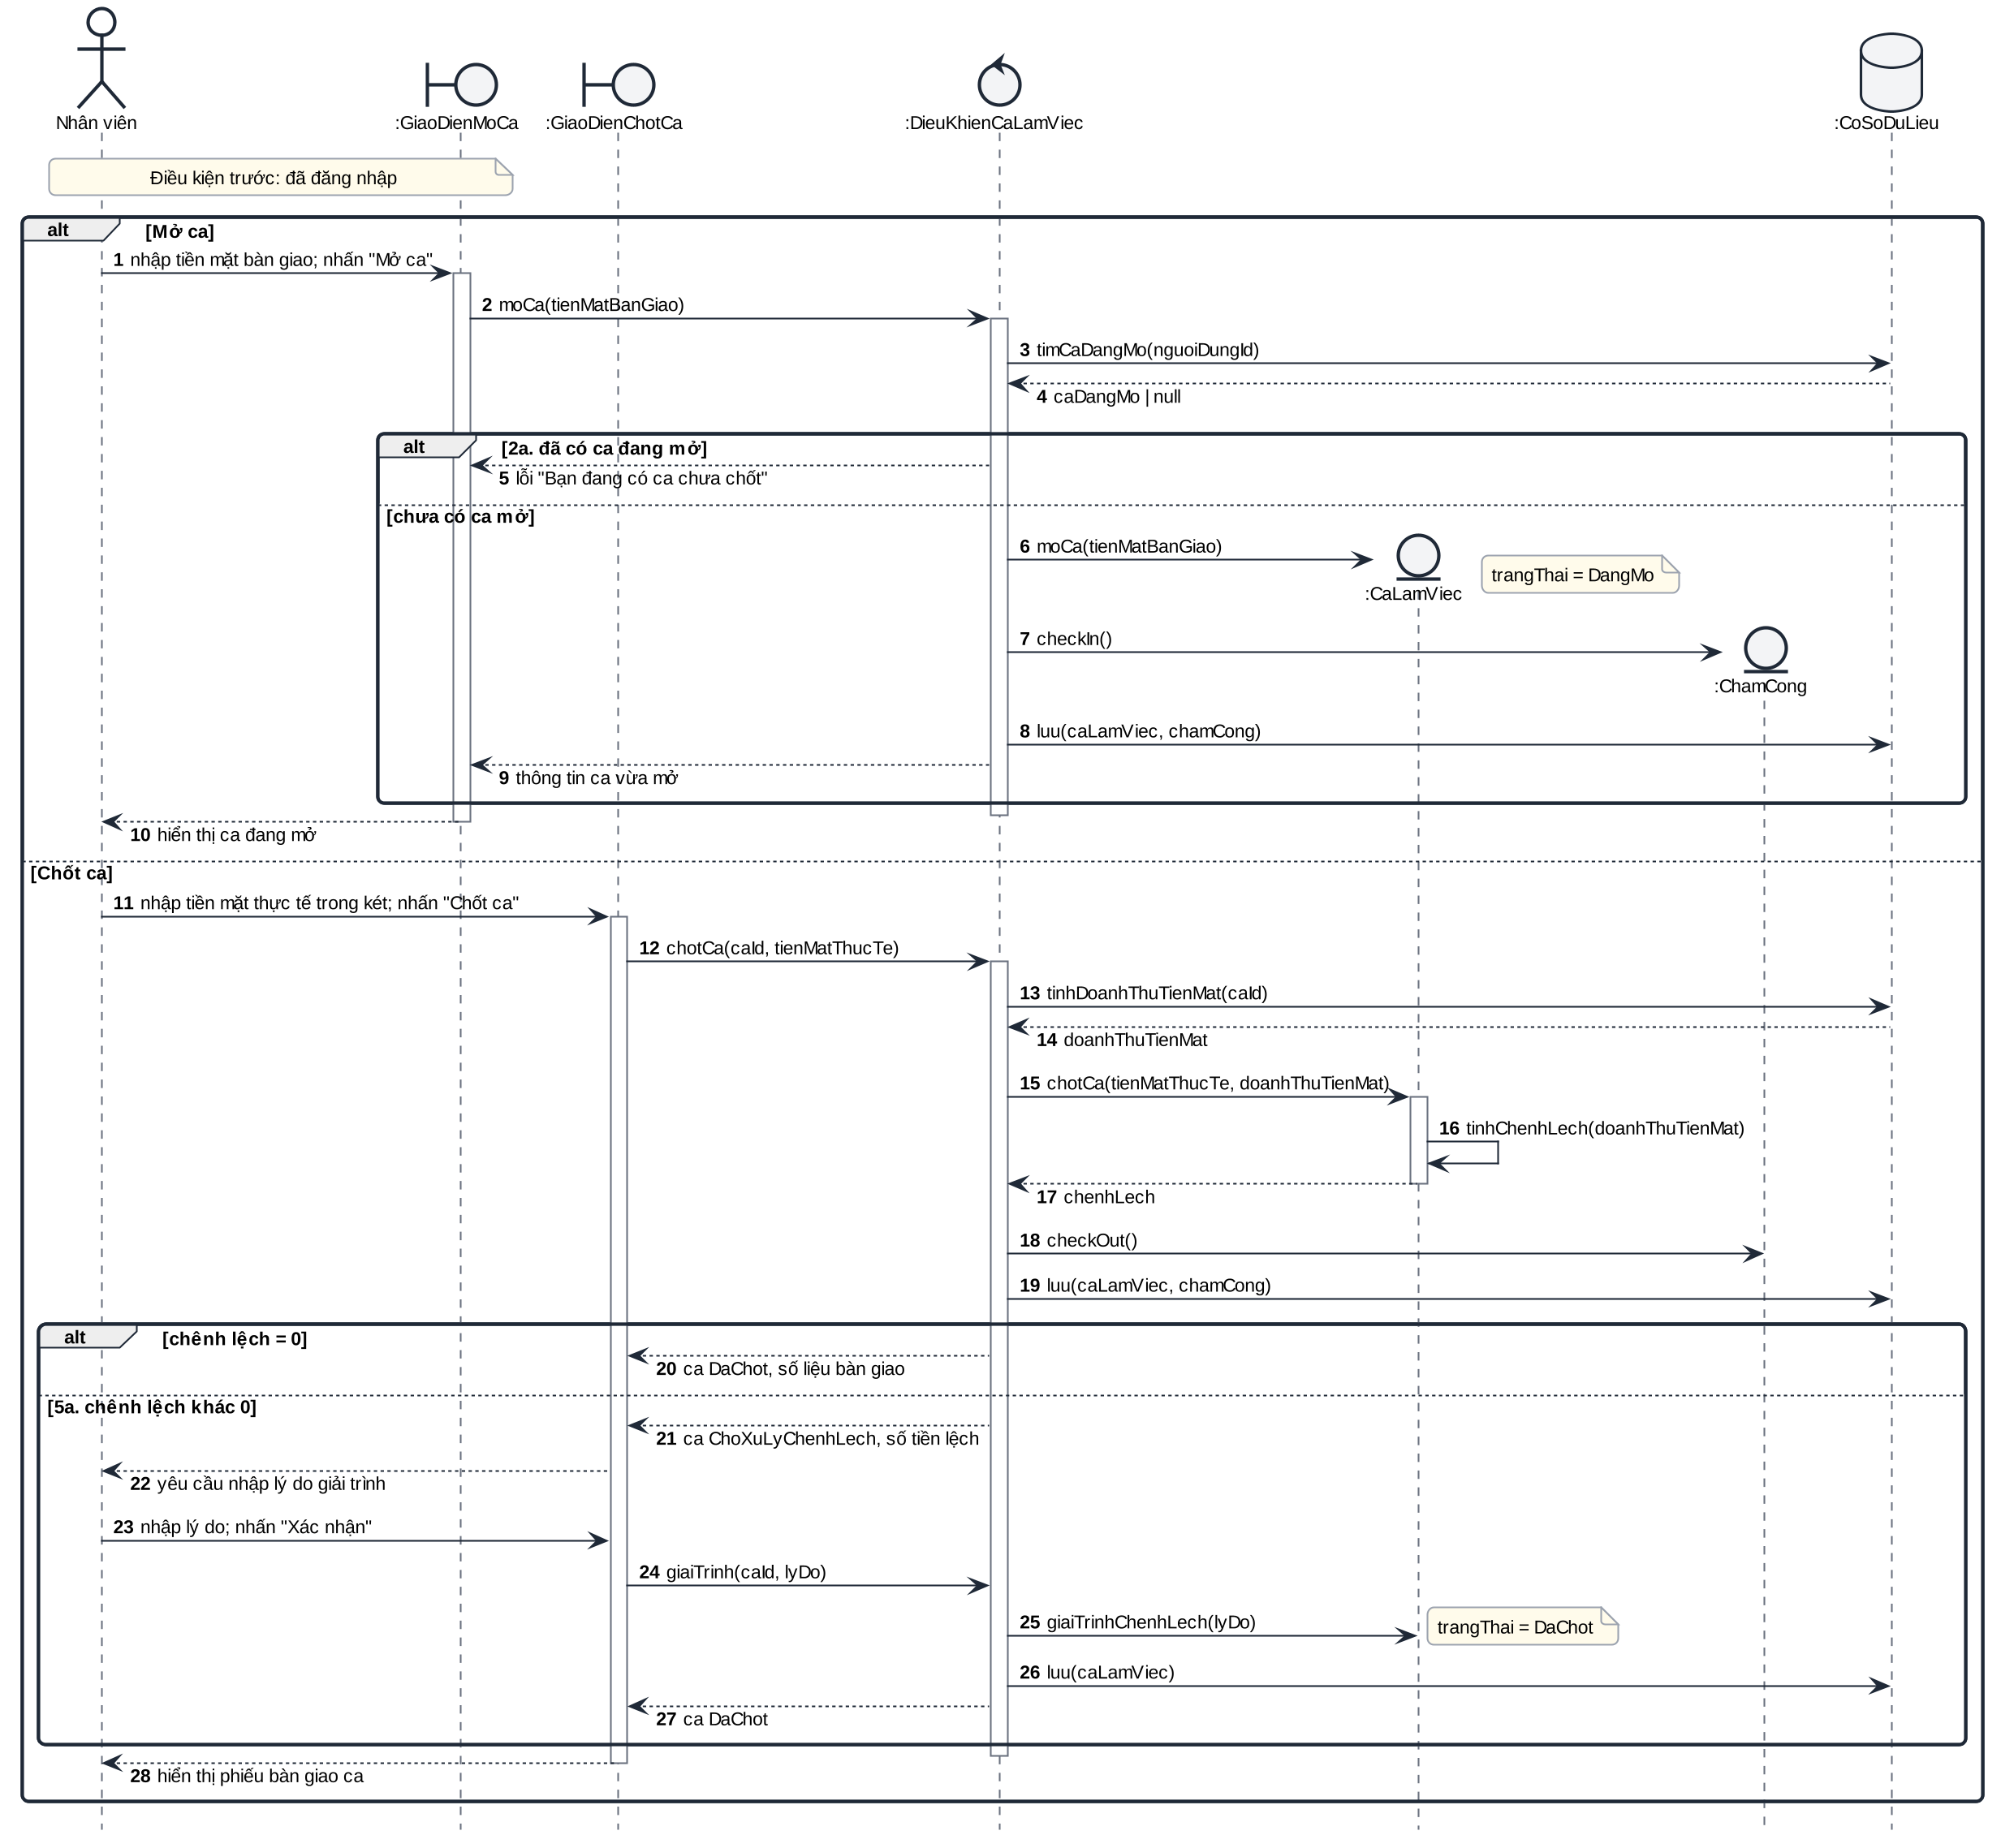 Nhân viên
:GiaoDienMoCa
:GiaoDienChotCa
:DieuKhienCaLamViec
:CoSoDuLieu
Điều kiện trước: đã đăng nhập
alt [Mở ca]
1 nhập tiền mặt bàn giao; nhấn "Mở ca"
2 moCa(tienMatBanGiao)
3 timCaDangMo(nguoiDungId)
4 caDangMo | null
alt [2a. đã có ca đang mở]
5 lỗi "Bạn đang có ca chưa chốt"
[chưa có ca mở]
6 moCa(tienMatBanGiao)
:CaLamViec
trangThai = DangMo
7 checkIn()
:ChamCong
8 luu(caLamViec, chamCong)
9 thông tin ca vừa mở
10 hiển thị ca đang mở
[Chốt ca]
11 nhập tiền mặt thực tế trong két; nhấn "Chốt ca"
12 chotCa(caId, tienMatThucTe)
13 tinhDoanhThuTienMat(caId)
14 doanhThuTienMat
15 chotCa(tienMatThucTe, doanhThuTienMat)
16 tinhChenhLech(doanhThuTienMat)
17 chenhLech
18 checkOut()
19 luu(caLamViec, chamCong)
alt [chênh lệch = 0]
20 ca DaChot, số liệu bàn giao
[5a. chênh lệch khác 0]
21 ca ChoXuLyChenhLech, số tiền lệch
22 yêu cầu nhập lý do giải trình
23 nhập lý do; nhấn "Xác nhận"
24 giaiTrinh(caId, lyDo)
25 giaiTrinhChenhLech(lyDo)
trangThai = DaChot
26 luu(caLamViec)
27 ca DaChot
28 hiển thị phiếu bàn giao ca